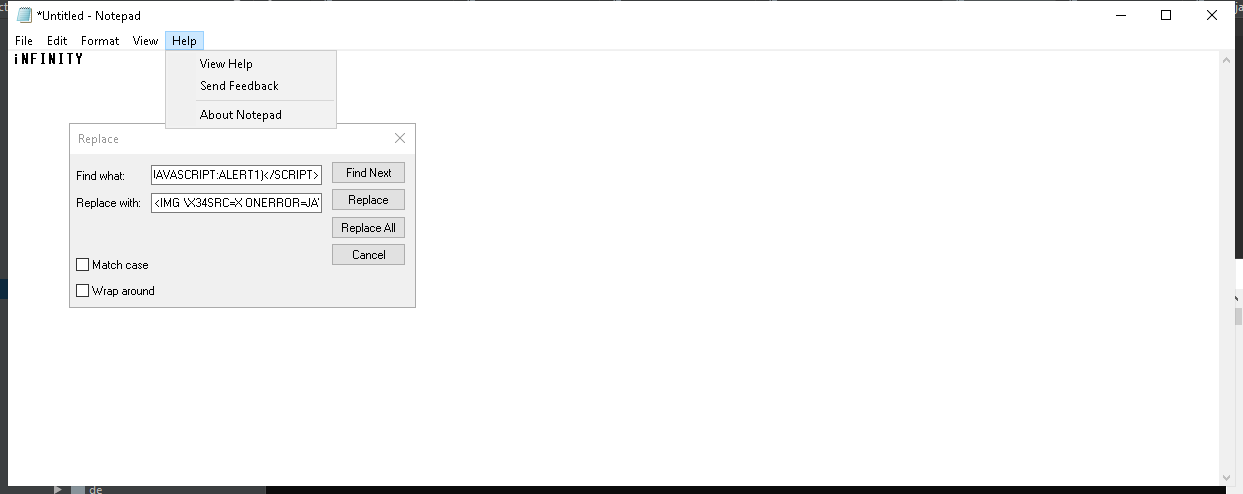 *Untitled - Notepad
File Edit Format View Help
iNFINITY
View Help
Send Feedback
About Notepad
Replace
Find what: JAVASCRIPT:ALERT1)</SCRIPT> Find Next
Replace with: <IMG \X34SRC=X ONERROR=JA Replace
Replace All
Cancel
Match case
Wrap around
de